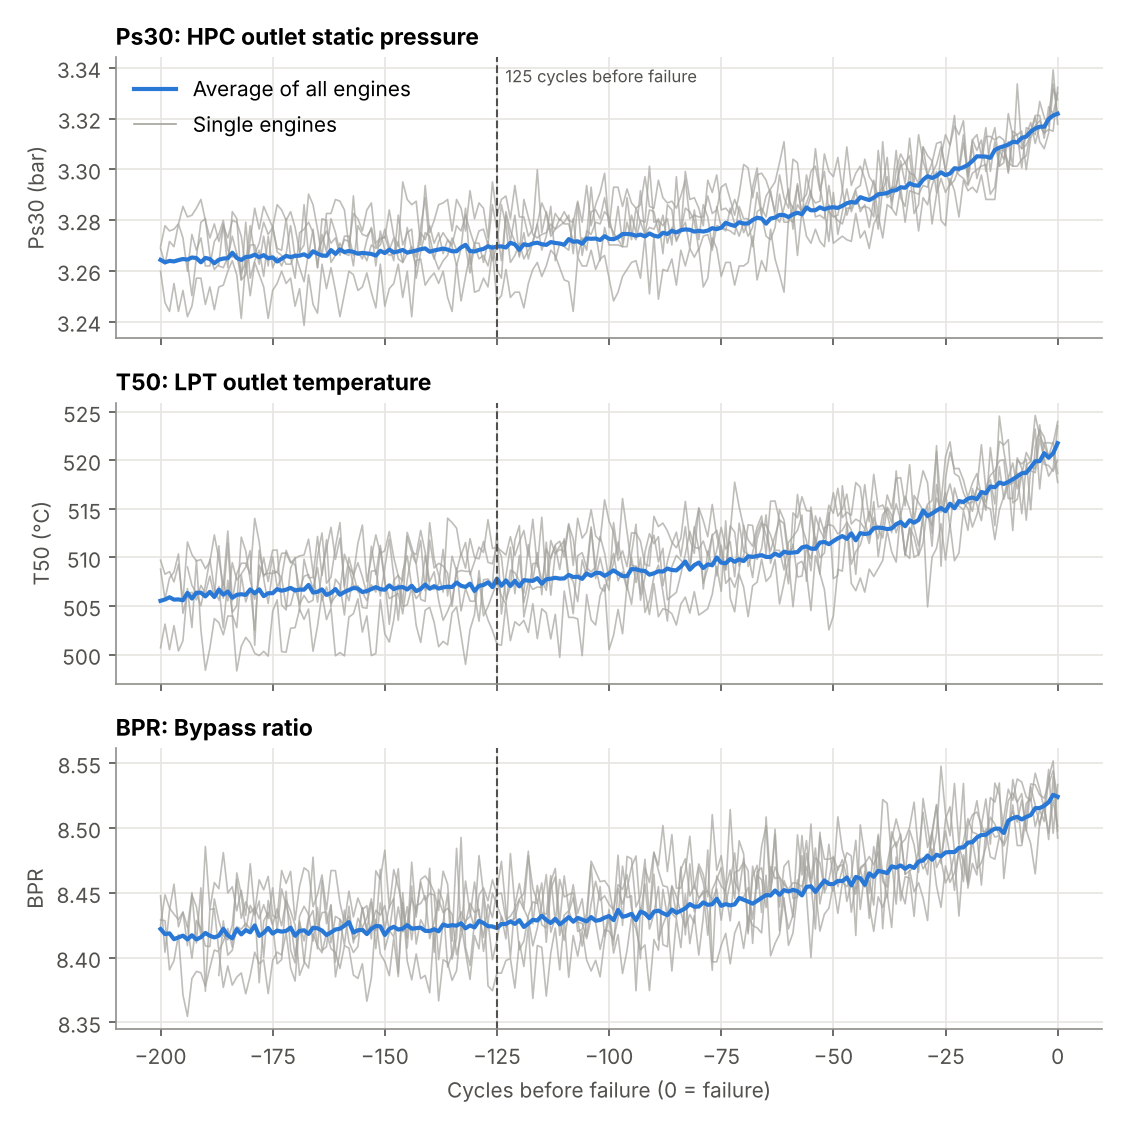 Ps30: HPC outlet static pressure
3.34
3.32
3.30
3.28
3.26
3.24
Ps30 (bar)
Average of all engines
Single engines
125 cycles before failure
T50: LPT outlet temperature
525
520
515
510
505
500
T50 (°C)
BPR: Bypass ratio
8.55
8.50
8.45
8.40
8.35
BPR
−200 −175 −150 −125 −100 −75 −50 −25 0
Cycles before failure (0 = failure)